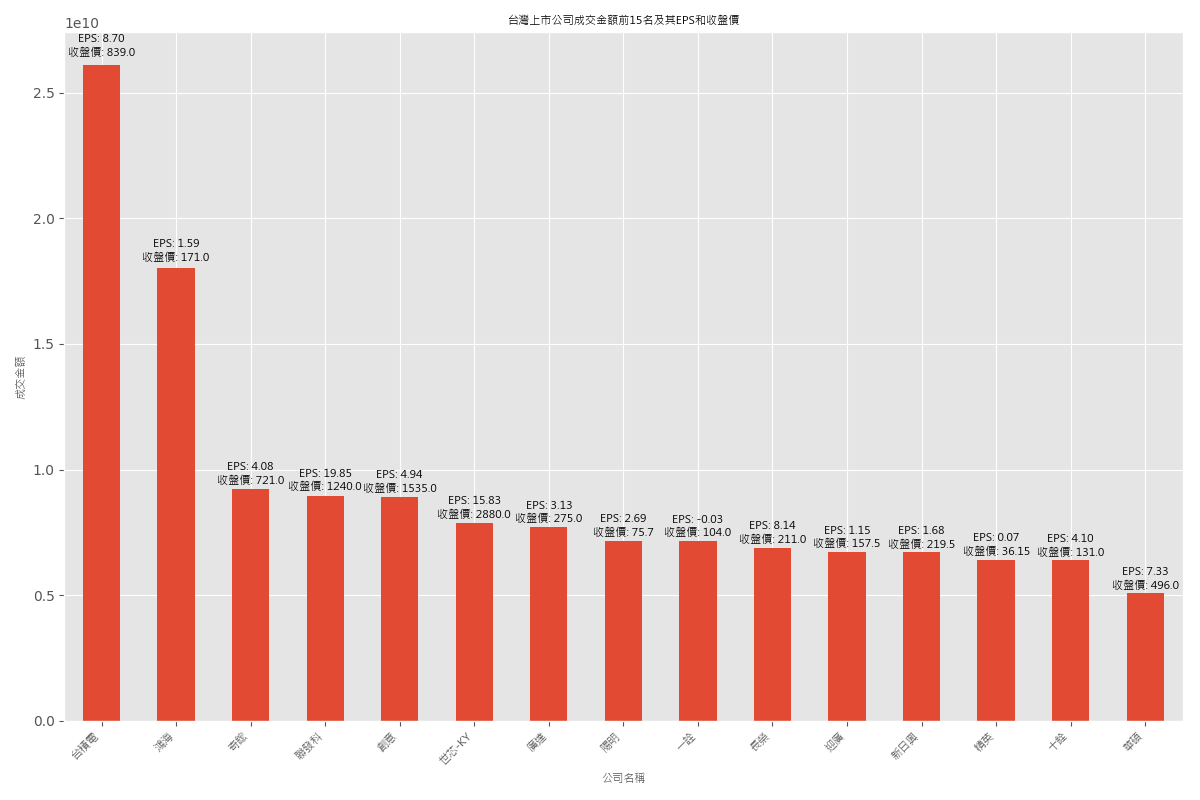 台灣上市公司成交金額前15名及其EPS和收盤價
1e10
EPS: 8.70
收盤價: 839.0
EPS: 1.59
收盤價: 171.0
EPS: 4.08
收盤價: 721.0
EPS: 19.85
收盤價: 1240.0
EPS: 4.94
收盤價: 1535.0
EPS: 15.83
收盤價: 2880.0
EPS: 3.13
收盤價: 275.0
EPS: 2.69
收盤價: 75.7
EPS: -0.03
收盤價: 104.0
EPS: 8.14
收盤價: 211.0
EPS: 1.15
收盤價: 157.5
EPS: 1.68
收盤價: 219.5
EPS: 0.07
收盤價: 36.15
EPS: 4.10
收盤價: 131.0
EPS: 7.33
收盤價: 496.0
2.5
2.0
1.5
1.0
0.5
0.0
成交金額
台積電
鴻海
奇鋐
聯發科
創意
世芯-KY
廣達
陽明
一詮
長榮
迎廣
新日興
精英
十銓
華碩
公司名稱